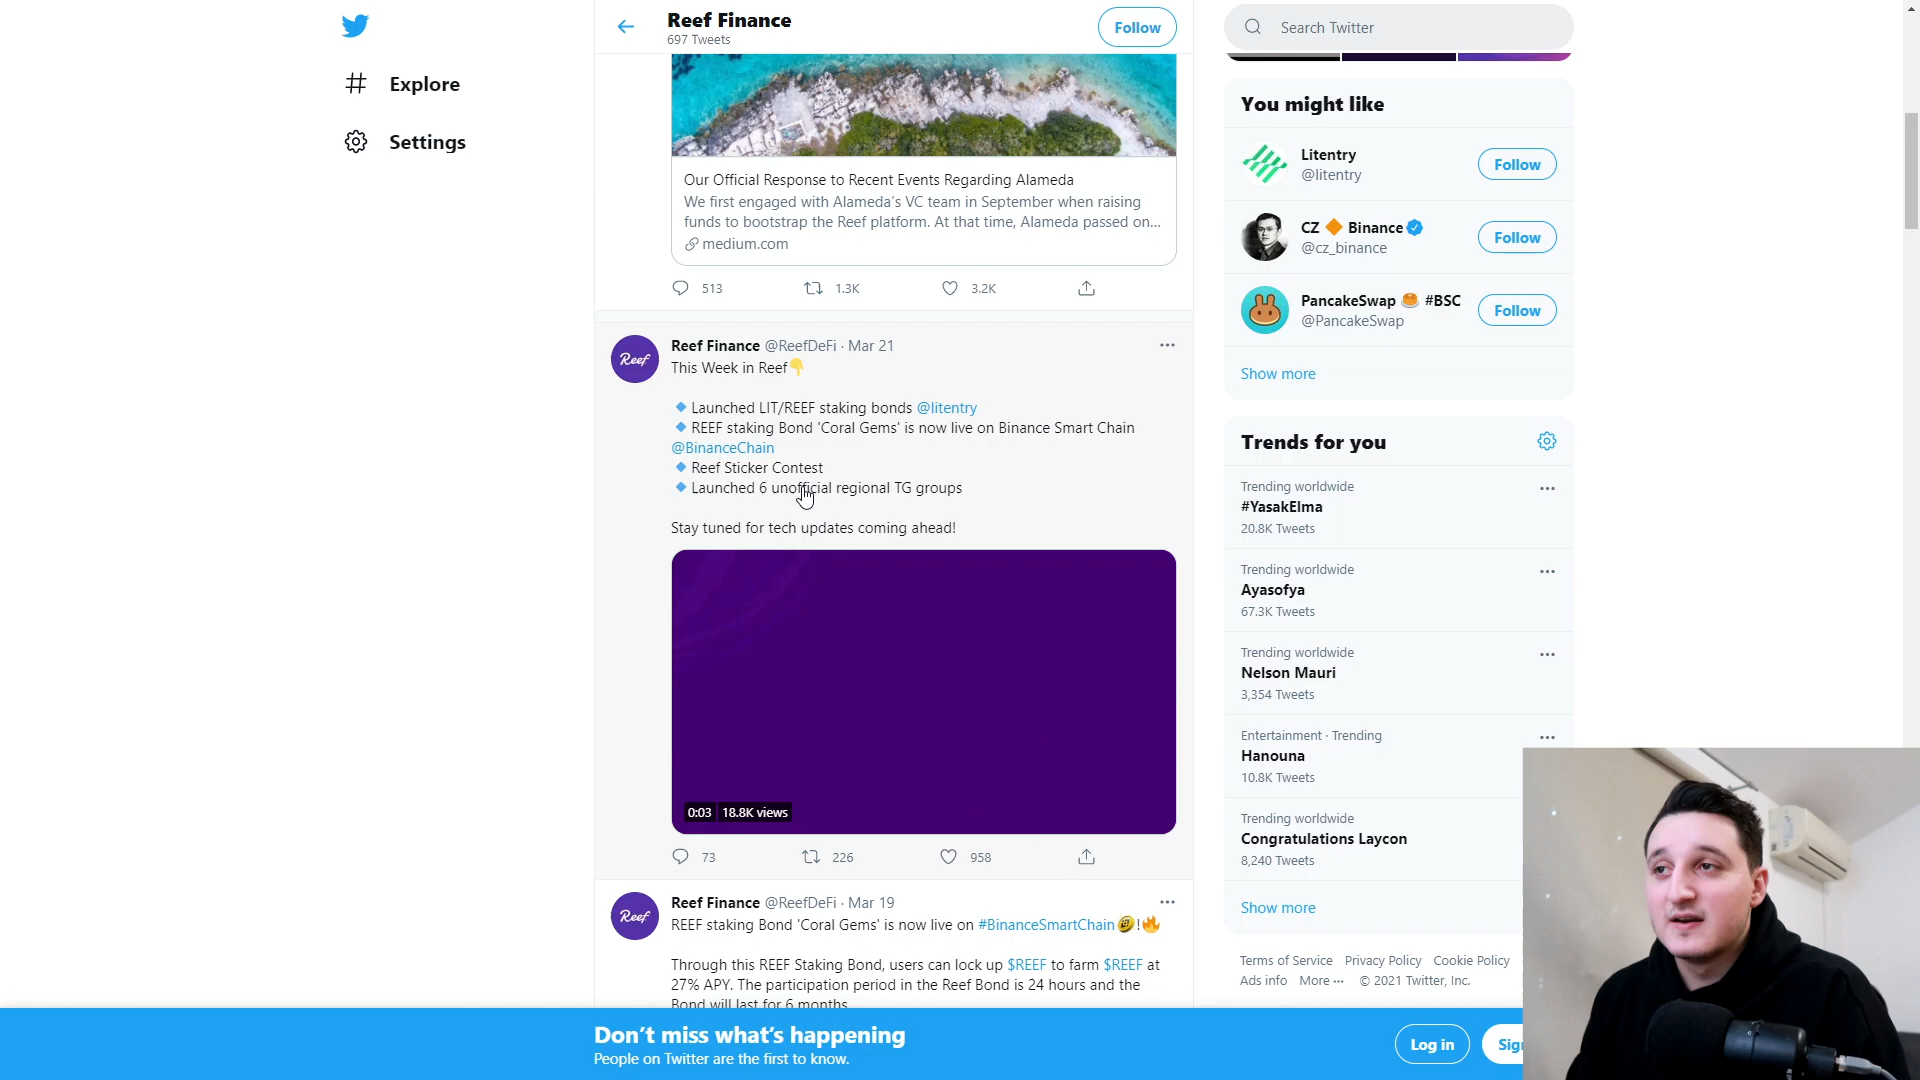 Explore
Settings
Reef Finance
697 Tweets
Follow
Our Official Response to Recent Events Regarding Alameda
We first engaged with Alameda's VC team in September when raising
funds to bootstrap the Reef platform. At that time, Alameda passed on...
medium.com
513 1.3K 3.2K
Reef
Reef Finance @ReefDeFi · Mar 21
This Week in Reef
Launched LIT/REEF staking bonds @litentry
REEF staking Bond 'Coral Gems' is now live on Binance Smart Chain
@BinanceChain
Reef Sticker Contest
Launched 6 unofficial regional TG groups
Stay tuned for tech updates coming ahead!
0:03 18.8K views
73 226 958
Reef
Reef Finance @ReefDeFi · Mar 19
REEF staking Bond 'Coral Gems' is now live on #BinanceSmartChain !
Through this REEF Staking Bond, users can lock up $REEF to farm $REEF at
27% APY. The participation period in the Reef Bond is 24 hours and the
Bond will last for 6 months
Search Twitter
You might like
Litentry
@litentry
Follow
CZ Binance
@cz_binance
Follow
PancakeSwap #BSC
@PancakeSwap
Follow
Show more
Trends for you
Trending worldwide
#YasakElma
20.8K Tweets
Trending worldwide
Ayasofya
67.3K Tweets
Trending worldwide
Nelson Mauri
3,354 Tweets
Entertainment · Trending
Hanouna
10.8K Tweets
Trending worldwide
Congratulations Laycon
8,240 Tweets
Show more
Terms of Service Privacy Policy Cookie Policy
Ads info More ··· © 2021 Twitter, Inc.
Don't miss what's happening
People on Twitter are the first to know.
Log in